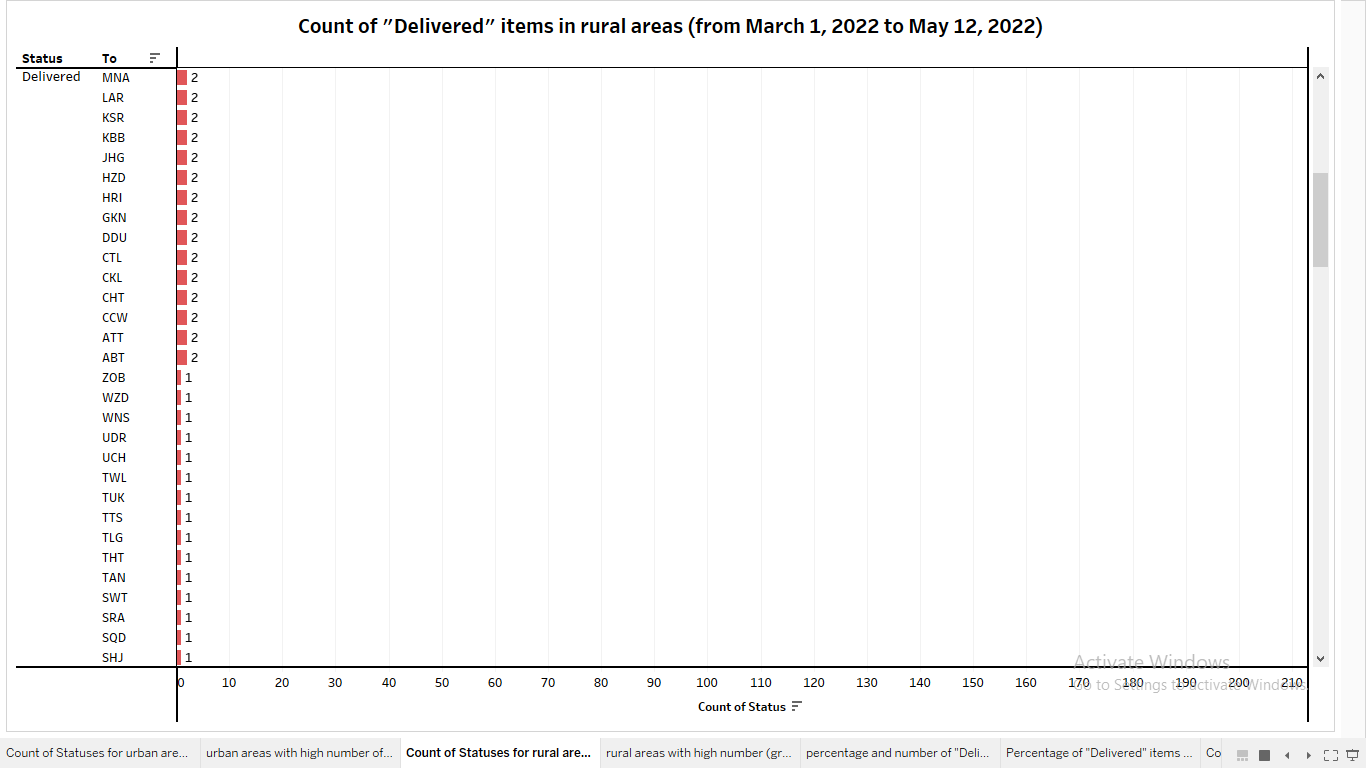 Count of "Delivered" items in rural areas (from March 1, 2022 to May 12, 2022)
Status To
Delivered MNA 2
LAR 2
KSR 2
KBB 2
JHG 2
HZD 2
HRI 2
GKN 2
DDU 2
CTL 2
CKL 2
CHT 2
CCW 2
ATT 2
ABT 2
ZOB 1
WZD 1
WNS 1
UDR 1
UCH 1
TWL 1
TUK 1
TTS 1
TLG 1
THT 1
TAN 1
SWT 1
SRA 1
SQD 1
SHJ 1
Activate Windows
Go to Settings to activate Windows.
0 10 20 30 40 50 60 70 80 90 100 110 120 130 140 150 160 170 180 190 200 210
Count of Status
Count of Statuses for urban are... urban areas with high number of... Count of Statuses for rural are... rural areas with high number (gr... percentage and number of "Deli... Percentage of "Delivered" items ... Co